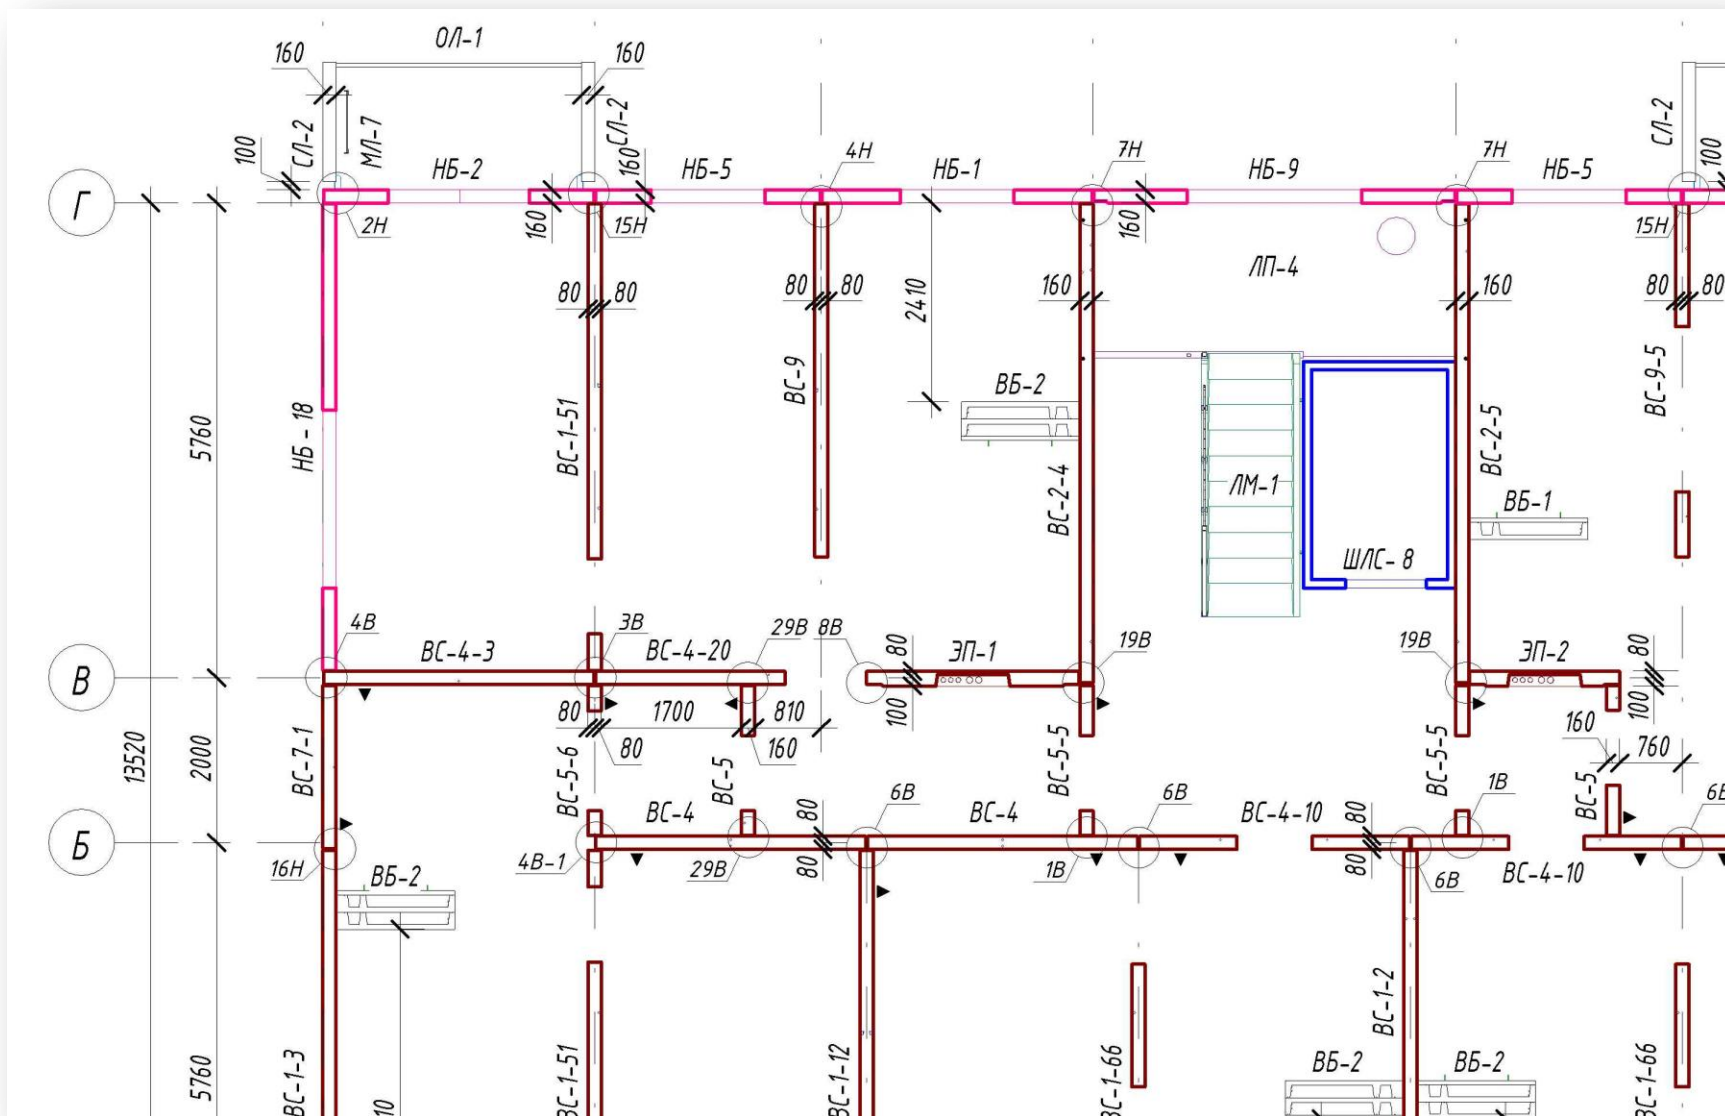 ОЛ-1
160
160
СЛ-2
МЛ-7
СЛ-2
СЛ-2
100
160
100
НБ-2
НБ-5
4Н
НБ-1
7Н
НБ-9
7Н
НБ-5
Г
2Н
160
15Н
160
15Н
ЛП-4
80
80
80
80
2410
160
160
80
80
НБ-18
ВС-1-51
ВС-9
ВБ-2
ВС-2-4
ЛМ-1
ШЛС-8
ВС-2-5
ВБ-1
ВС-9-5
5760
4В
ВС-4-3
3В
ВС-4-20
29В
8В
80
ЭП-1
19В
19В
ЭП-2
80
В
100
100
80
1700
810
80
160
160
760
13520
2000
ВС-7-1
ВС-5-6
ВС-5
ВС-5-5
ВС-5-5
ВС-5
ВС-4
80
6В
ВС-4
6В
ВС-4-10
80
1В
6В
Б
16Н
4В-1
29В
80
1В
80
6В
ВС-4-10
ВБ-2
5760
ВС-1-3
10
ВС-1-51
ВС-1-12
ВС-1-66
ВС-1-2
ВБ-2
ВБ-2
ВС-1-66